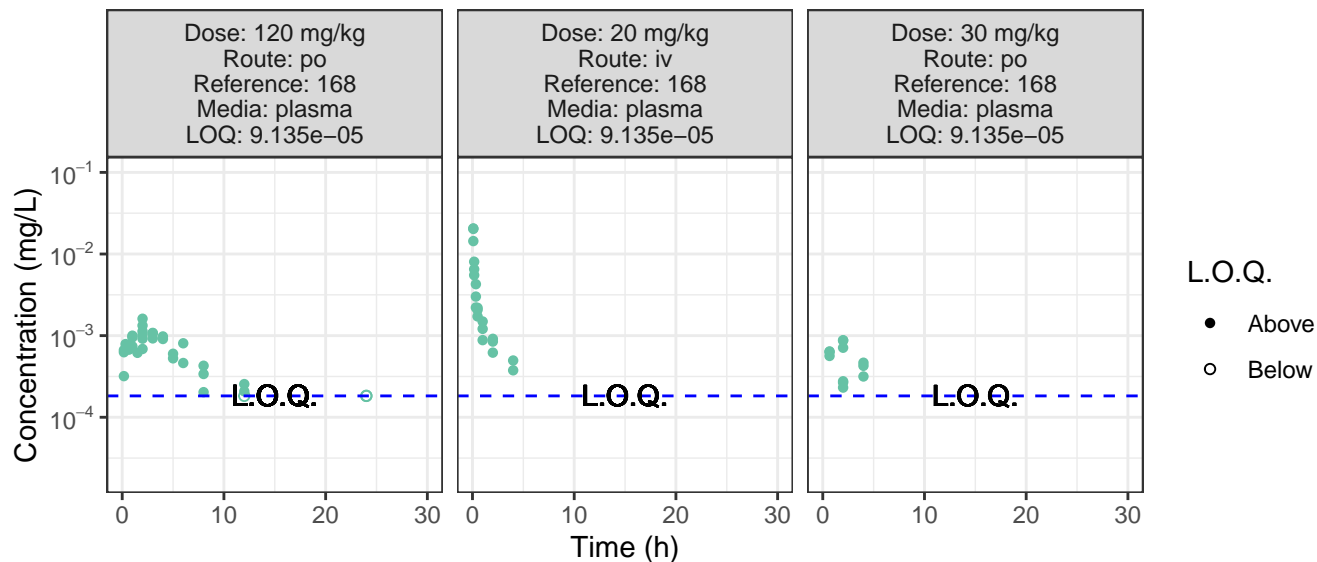 Dose: 120 mg/kg
Route: po
Reference: 168
Media: plasma
LOQ: 9.135e−05
Dose: 20 mg/kg
Route: iv
Reference: 168
Media: plasma
LOQ: 9.135e−05
Dose: 30 mg/kg
Route: po
Reference: 168
Media: plasma
LOQ: 9.135e−05
Concentration (mg/L)
10⁻¹
10⁻²
10⁻³
10⁻⁴
L.O.Q.
L.O.Q.
L.O.Q.
0 10 20 30
0 10 20 30
0 10 20 30
Time (h)
L.O.Q.
Above
Below